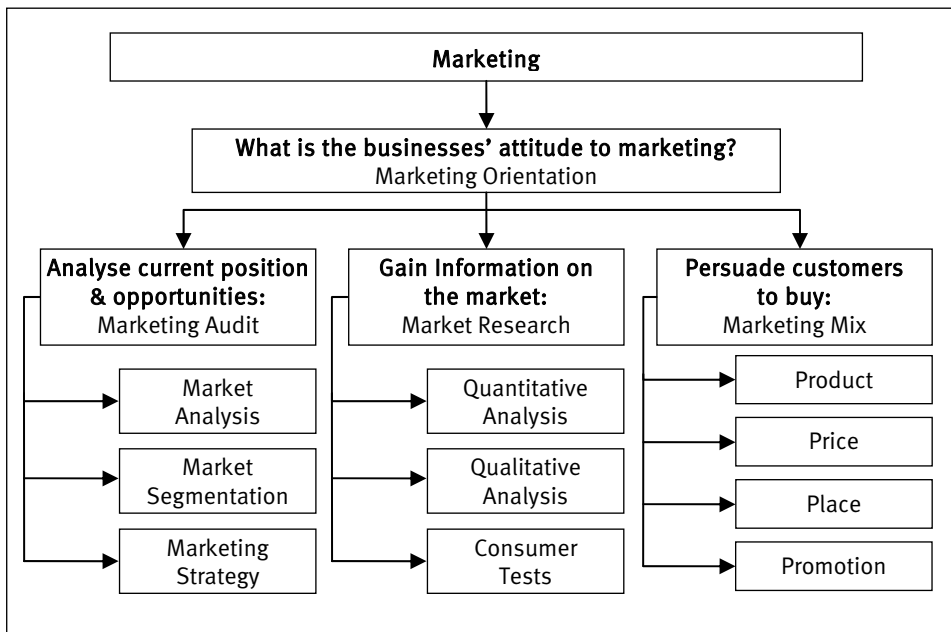 Marketing
What is the businesses’ attitude to marketing?
Marketing Orientation
Analyse current position
& opportunities:
Marketing Audit
Market
Analysis
Market
Segmentation
Marketing
Strategy
Gain Information on
the market:
Market Research
Quantitative
Analysis
Qualitative
Analysis
Consumer
Tests
Persuade customers
to buy:
Marketing Mix
Product
Price
Place
Promotion